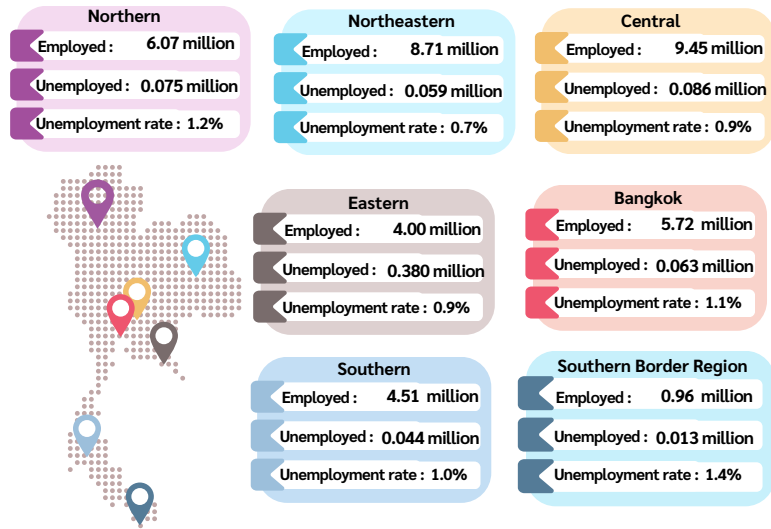 Northern
Employed : 6.07 million
Unemployed : 0.075 million
Unemployment rate : 1.2%
Northeastern
Employed : 8.71 million
Unemployed : 0.059 million
Unemployment rate : 0.7%
Central
Employed : 9.45 million
Unemployed : 0.086 million
Unemployment rate : 0.9%
Eastern
Employed : 4.00 million
Unemployed : 0.380 million
Unemployment rate : 0.9%
Bangkok
Employed : 5.72 million
Unemployed : 0.063 million
Unemployment rate : 1.1%
Southern
Employed : 4.51 million
Unemployed : 0.044 million
Unemployment rate : 1.0%
Southern Border Region
Employed : 0.96 million
Unemployed : 0.013 million
Unemployment rate : 1.4%